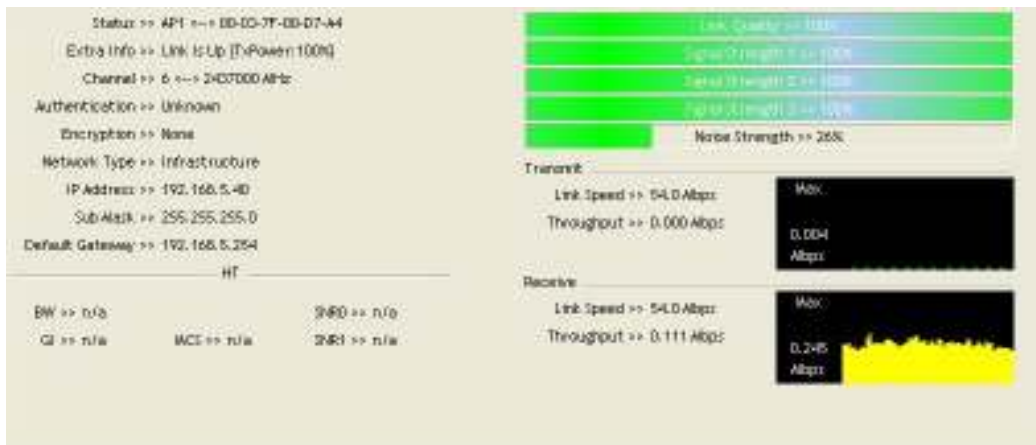 Status >> AP1 <--> 00-03-7F-00-D7-A4
Extra Info >> Link is Up [TxPower:100%]
Channel >> 6 <--> 2437000 MHz
Authentication >> Unknown
Encryption >> None
Network Type >> Infrastructure
IP Address >> 192.168.5.40
Sub Mask >> 255.255.255.0
Default Gateway >> 192.168.5.254
HT
BW >> n/a
SNR0 >> n/a
GI >> n/a
MCS >> n/a
SNR1 >> n/a
Link Quality >> 100%
Signal Strength 1 >> 100%
Signal Strength 2 >> 100%
Signal Strength 3 >> 100%
Noise Strength >> 26%
Transmit
Link Speed >> 54.0 Mbps
Throughput >> 0.000 Mbps
Max
0.004
Mbps
Receive
Link Speed >> 54.0 Mbps
Throughput >> 0.111 Mbps
Max
0.245
Mbps